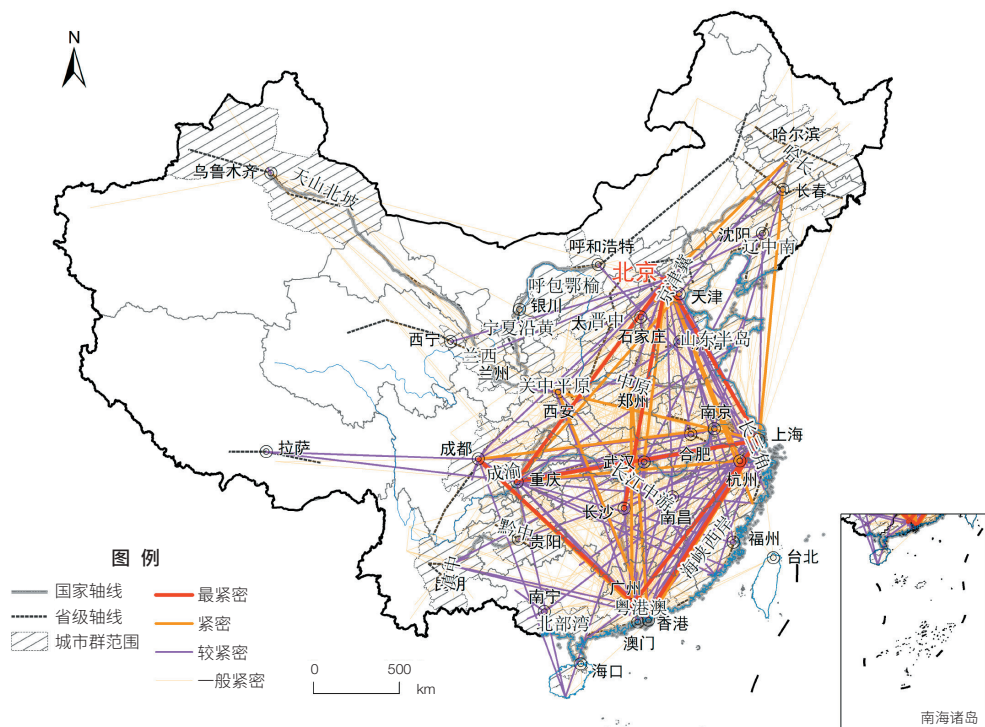 N
哈尔滨
哈长
长春
乌鲁木齐
天山北坡
沈阳
辽中南
呼和浩特
北京
京津冀
天津
呼包鄂榆
银川
宁夏沿黄
太
晋中
石家庄
山东半岛
西宁
兰西
兰州
关中平原
中原
郑州
西安
南京
长三角
上海
合肥
杭州
拉萨
成都
成渝
重庆
武汉
长江中游
长沙
南昌
海峡西岸
福州
台北
黔中
贵阳
滇中
明
南宁
北部湾
广州
粤港澳
香港
澳门
海口
图 例
国家轴线
省级轴线
城市群范围
最紧密
紧密
较紧密
一般紧密
0 500
km
南海诸岛